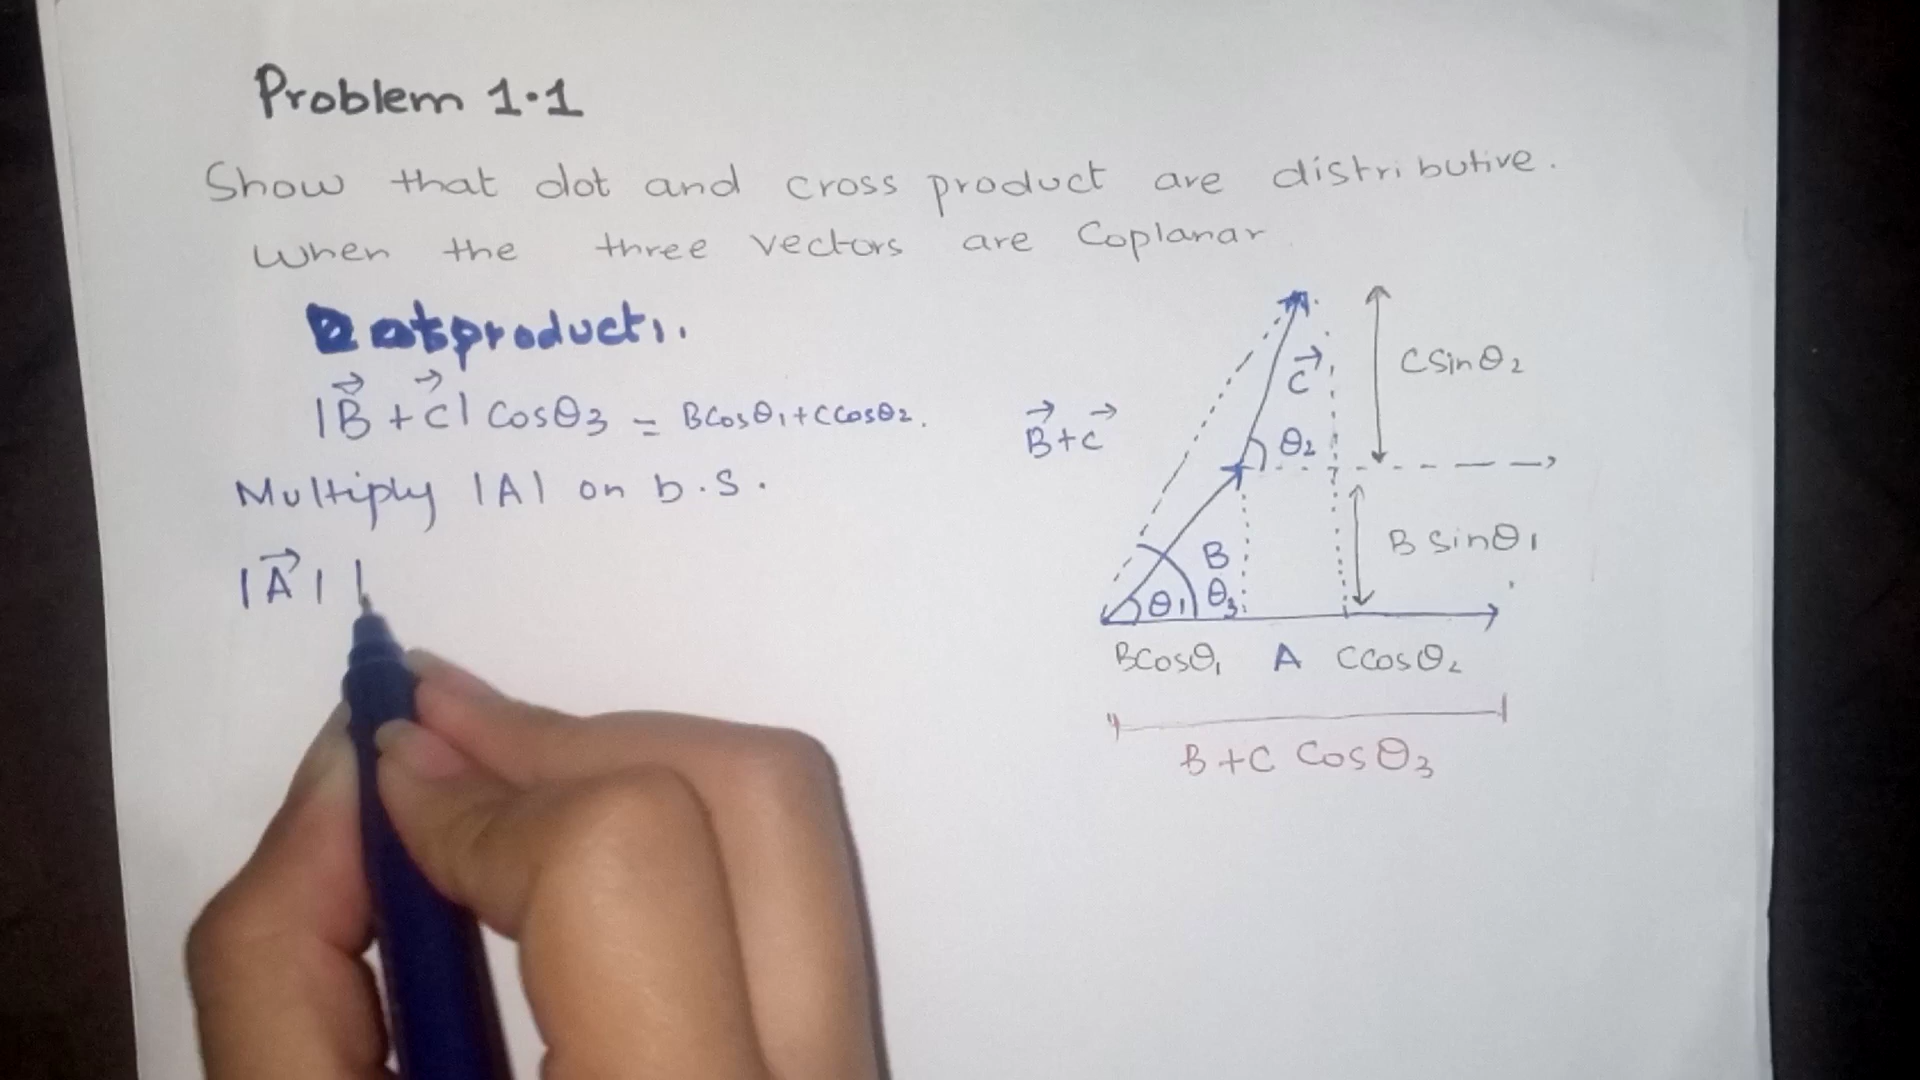 Problem 1.1
Show that dot and cross product are distributive.
When the three vectors are Coplanar
Dot product:.
|B⃗ + C⃗| Cosθ₃ = BCosθ₁ + CCosθ₂.
Multiply |A| on b.s.
|A⃗| |
B⃗+C⃗
C⃗
CSinθ₂
θ₂
B
B Sinθ₁
θ₁
θ₃
BCosθ₁ A CCosθ₂
B+C Cosθ₃